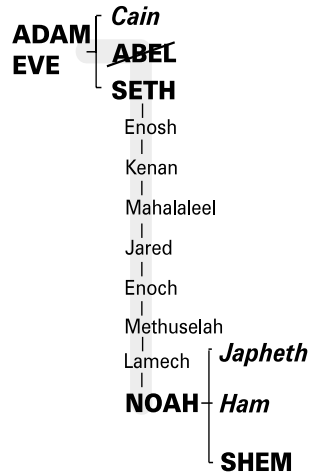 Cain
ADAM
ABEL
EVE
SETH
Enosh
Kenan
Mahalaleel
Jared
Enoch
Methuselah
Japheth
Lamech
NOAH
Ham
SHEM